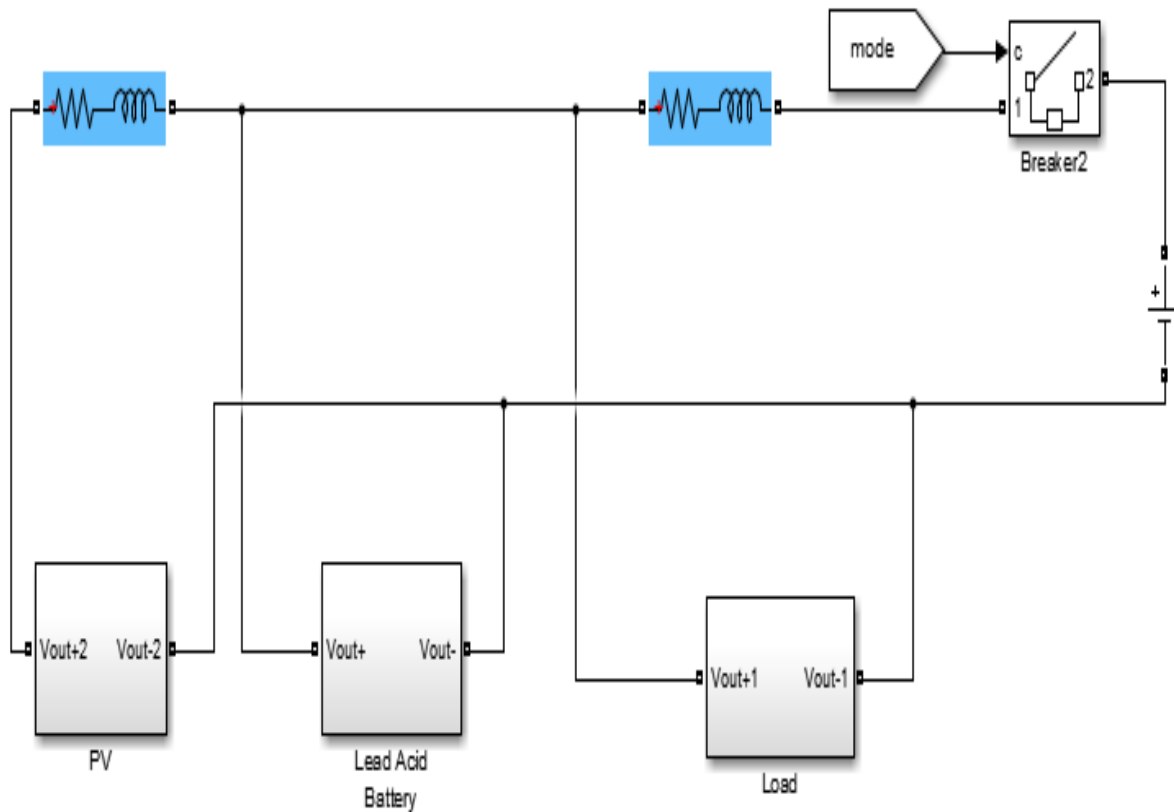 mode
c
1
2
Breaker2
+
Vout+2 Vout-2
PV
Vout+ Vout-
Lead Acid
Battery
Vout+1 Vout-1
Load